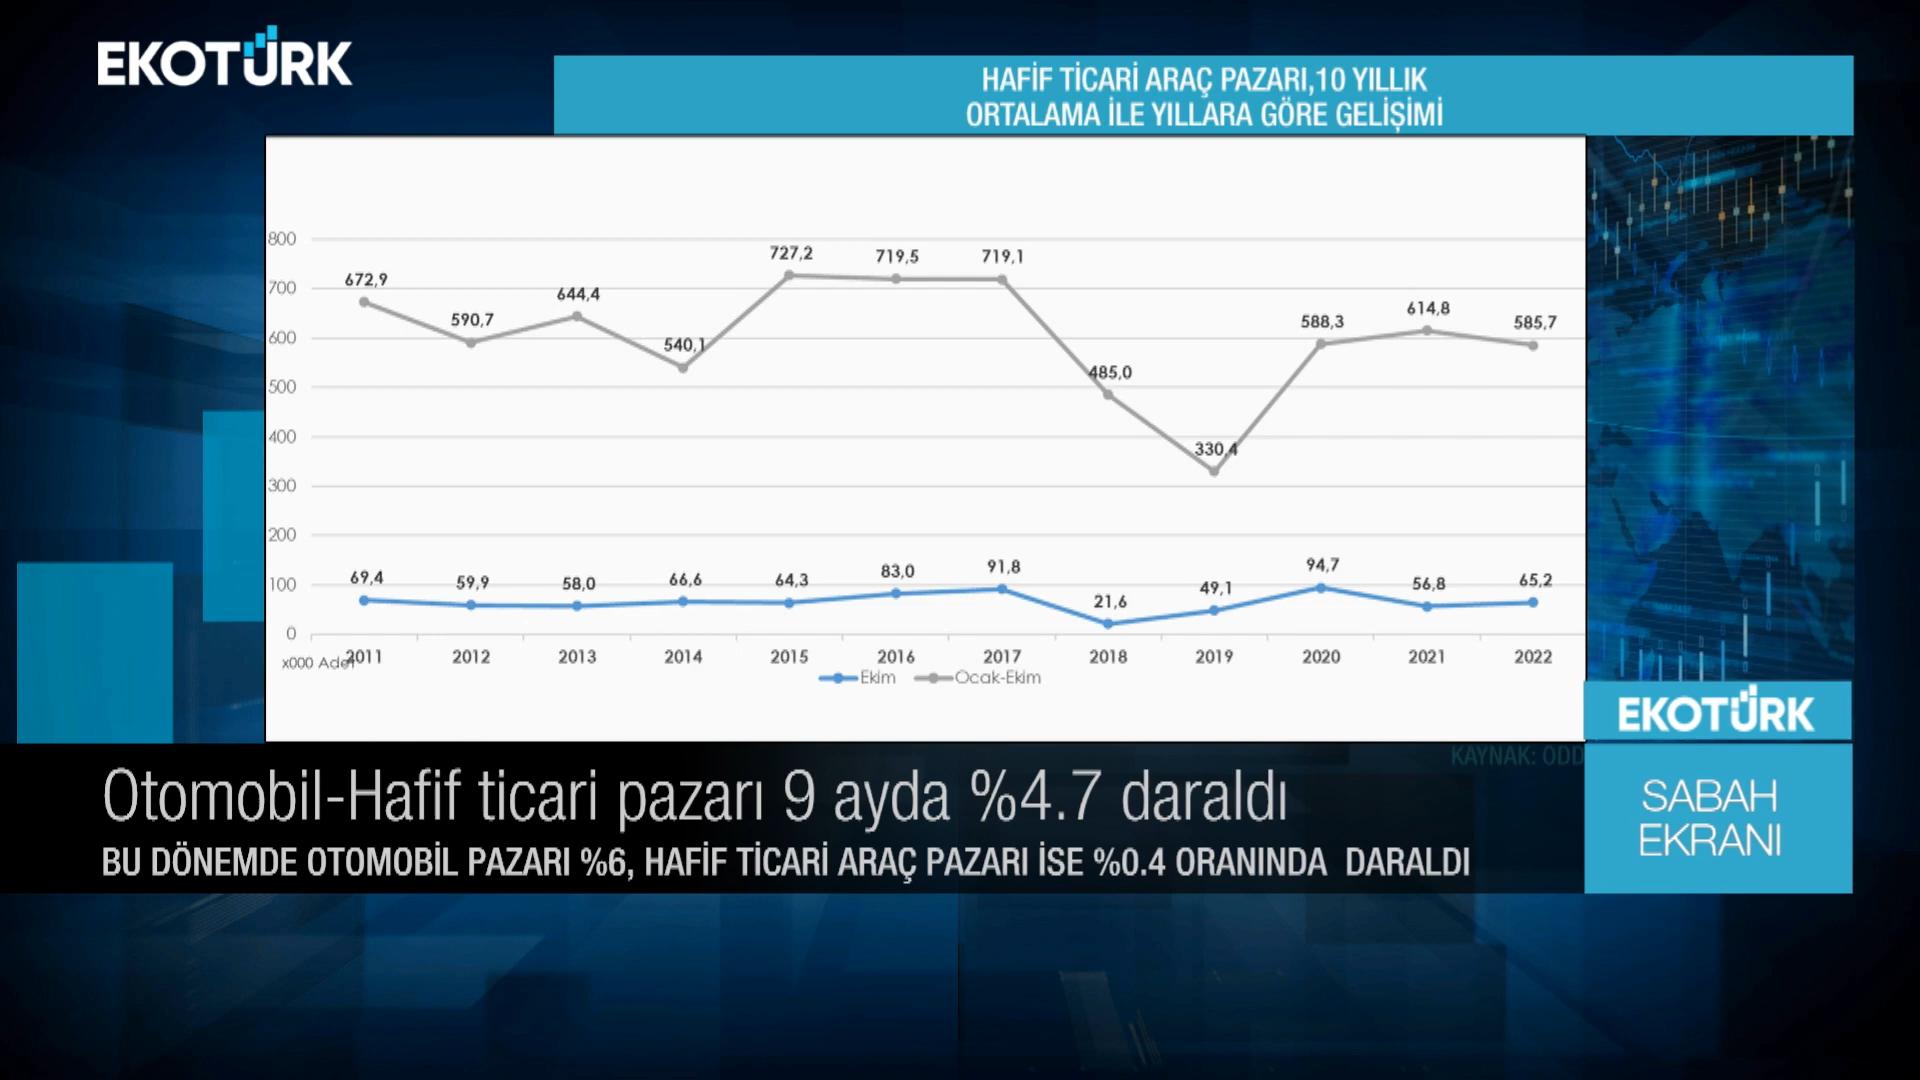 EKOTÜRK
HAFİF TİCARİ ARAÇ PAZARI,10 YILLIK
ORTALAMA İLE YILLARA GÖRE GELİŞİMİ
800
700
600
500
400
300
200
100
0
672,9
590,7
644,4
540,1
727,2
719,5
719,1
485,0
330,4
588,3
614,8
585,7
69,4
59,9
58,0
66,6
64,3
83,0
91,8
21,6
49,1
94,7
56,8
65,2
x000 Adet
2011 2012 2013 2014 2015 2016 2017 2018 2019 2020 2021 2022
Ekim Ocak-Ekim
EKOTÜRK
KAYNAK: ODD
Otomobil-Hafif ticari pazarı 9 ayda %4.7 daraldı
BU DÖNEMDE OTOMOBİL PAZARI %6, HAFİF TİCARİ ARAÇ PAZARI İSE %0.4 ORANINDA DARALDI
SABAH
EKRANI